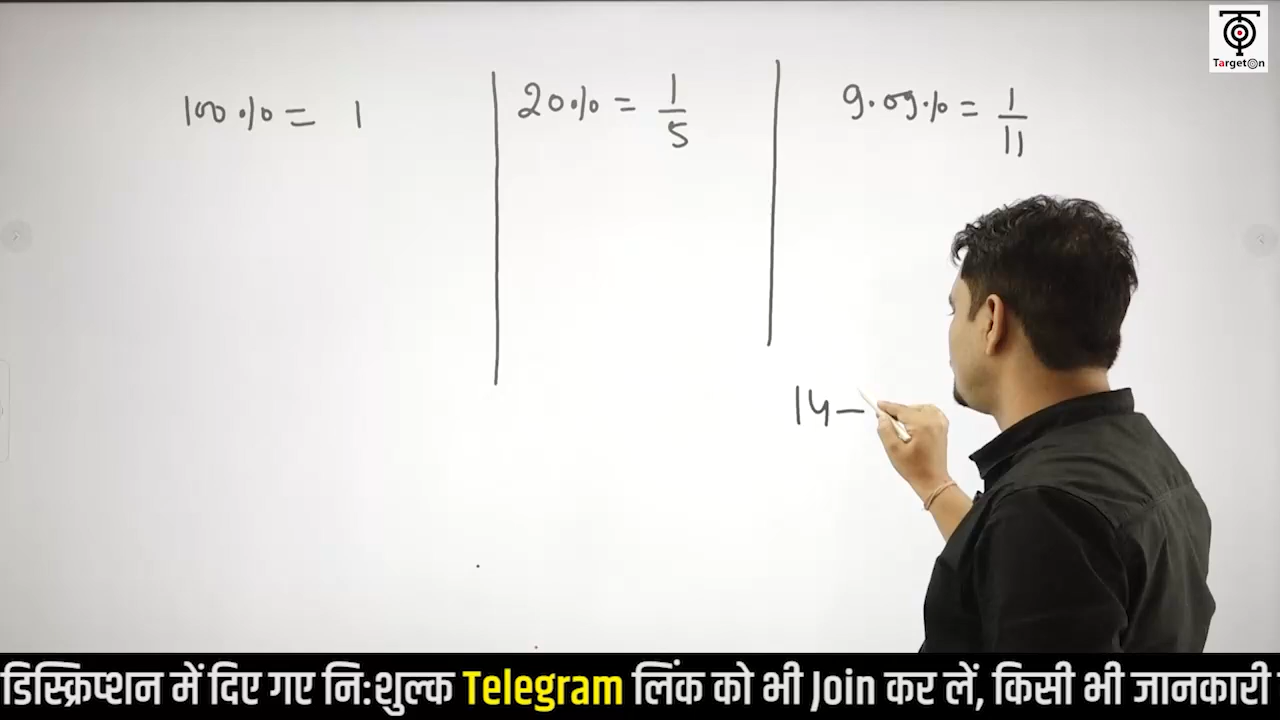 TargetOn
100% = 1
20% = 1/5
9.09% = 1/11
14 –
डिस्क्रिप्शन में दिए गए नि:शुल्क Telegram लिंक को भी Join कर लें, किसी भी जानकारी